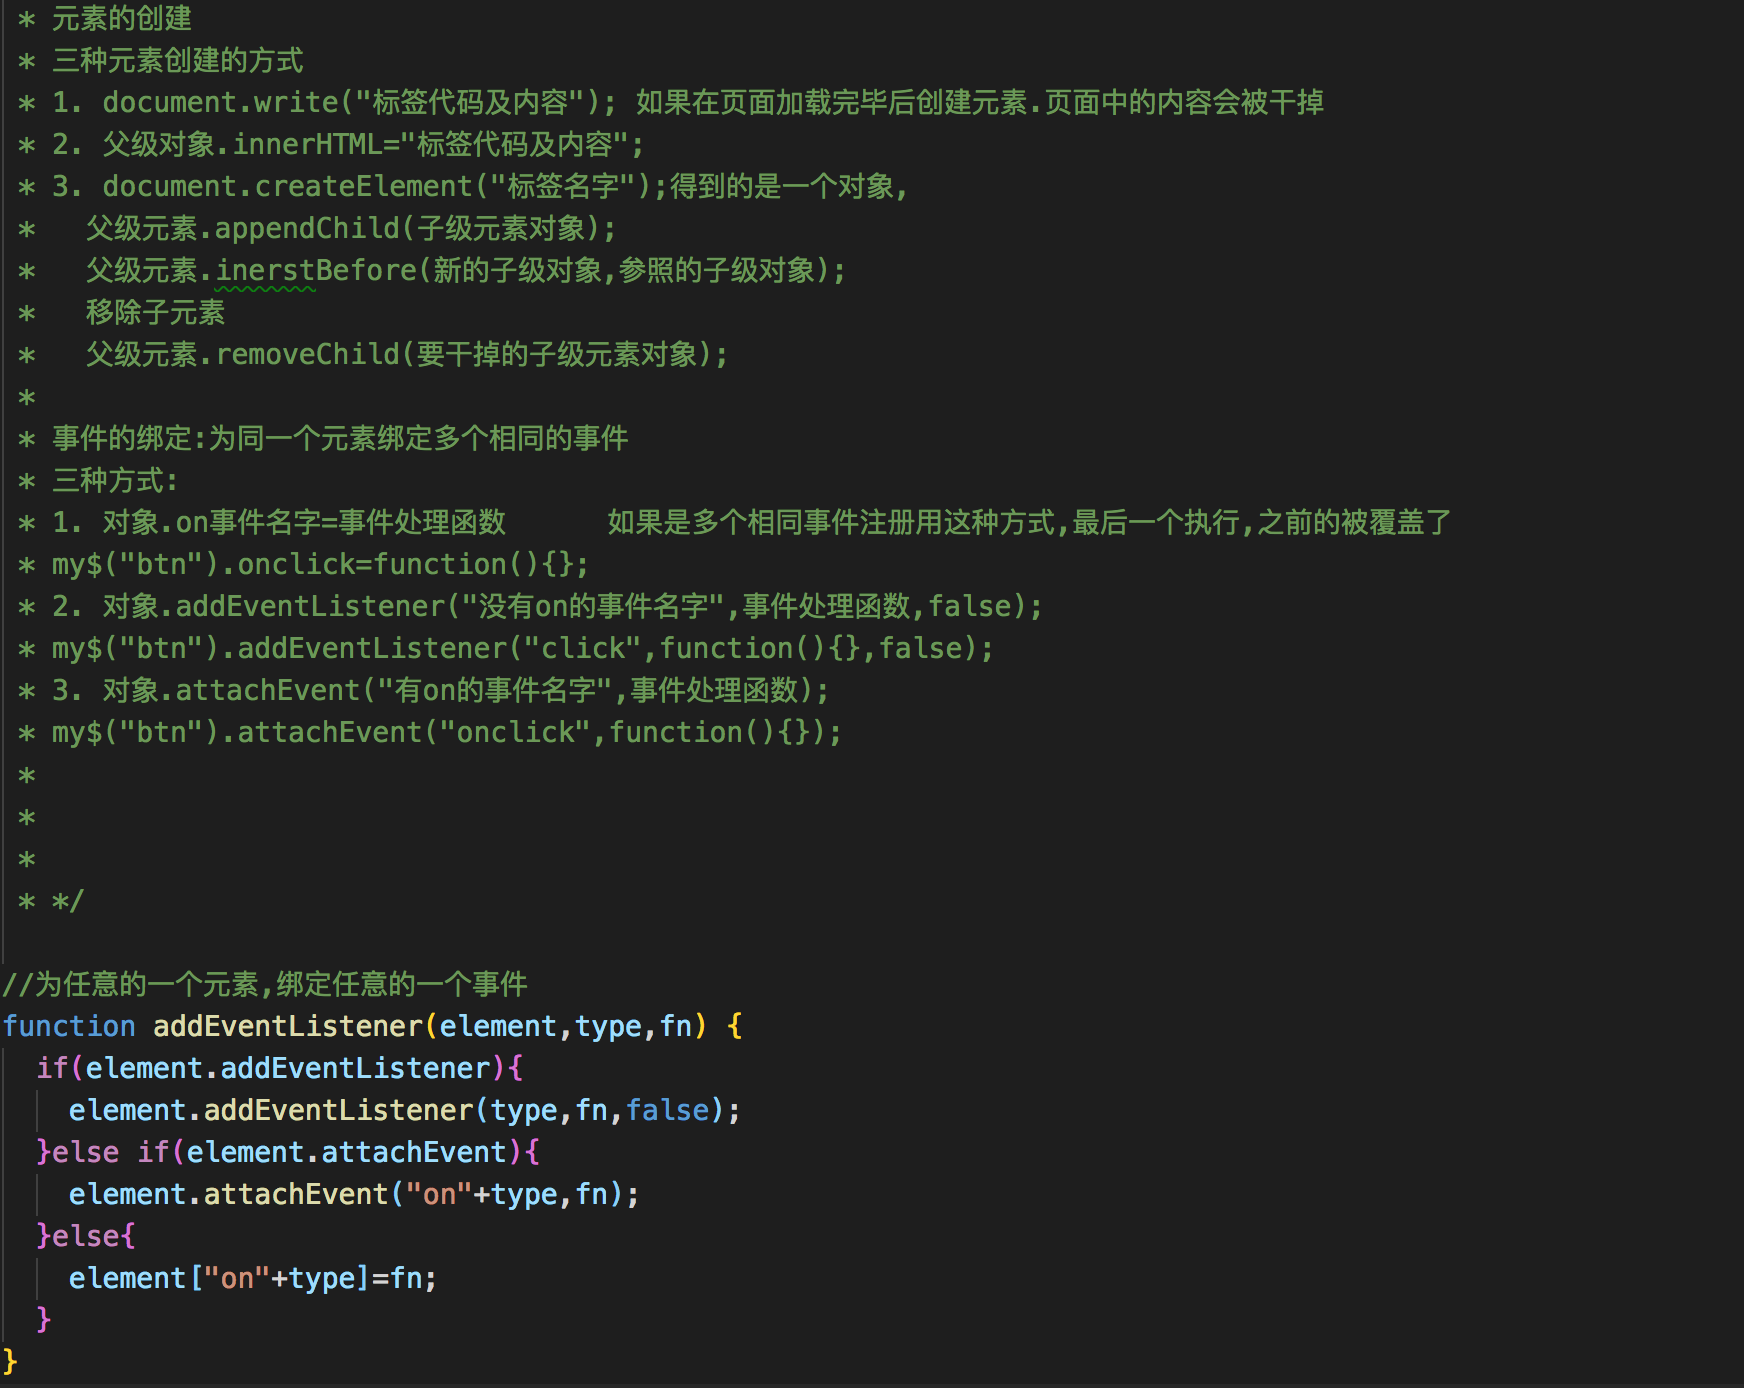 * 元素的创建
* 三种元素创建的方式
* 1. document.write("标签代码及内容"); 如果在页面加载完毕后创建元素.页面中的内容会被干掉
* 2. 父级对象.innerHTML="标签代码及内容";
* 3. document.createElement("标签名字");得到的是一个对象,
*   父级元素.appendChild(子级元素对象);
*   父级元素.inerstBefore(新的子级对象,参照的子级对象);
*   移除子元素
*   父级元素.removeChild(要干掉的子级元素对象);
*
* 事件的绑定:为同一个元素绑定多个相同的事件
* 三种方式:
* 1. 对象.on事件名字=事件处理函数      如果是多个相同事件注册用这种方式,最后一个执行,之前的被覆盖了
* my$("btn").onclick=function(){};
* 2. 对象.addEventListener("没有on的事件名字",事件处理函数,false);
* my$("btn").addEventListener("click",function(){},false);
* 3. 对象.attachEvent("有on的事件名字",事件处理函数);
* my$("btn").attachEvent("onclick",function(){});
*
*
*
* */
//为任意的一个元素,绑定任意的一个事件
function addEventListener(element,type,fn) {
  if(element.addEventListener){
    element.addEventListener(type,fn,false);
  }else if(element.attachEvent){
    element.attachEvent("on"+type,fn);
  }else{
    element["on"+type]=fn;
  }
}